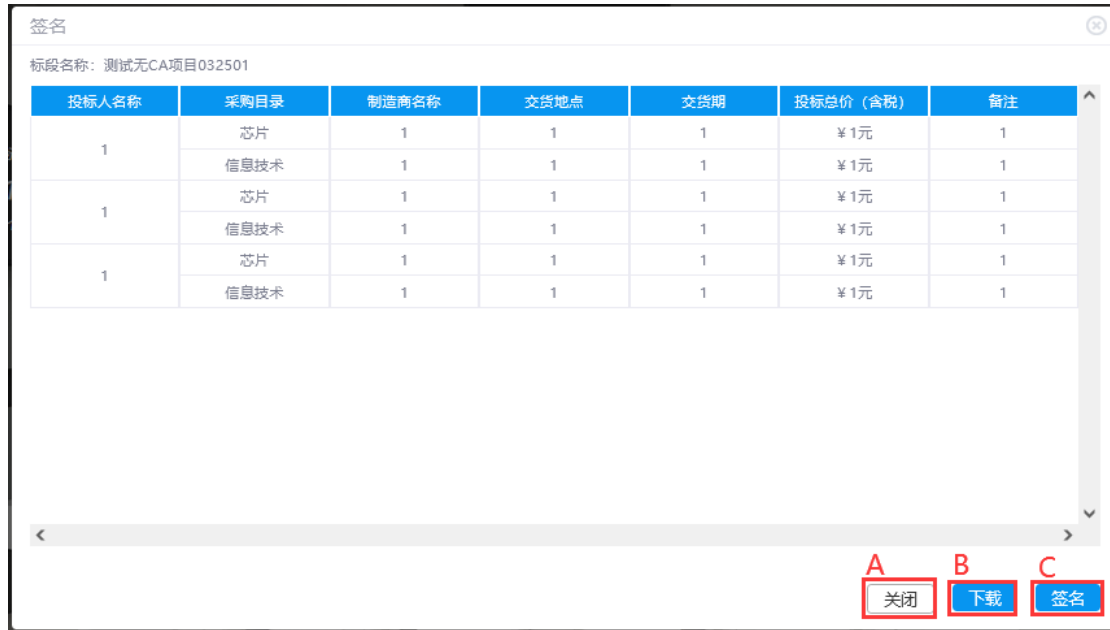 签名
标段名称：测试无CA项目032501
投标人名称 采购目录 制造商名称 交货地点 交货期 投标总价（含税） 备注
1 芯片 1 1 1 ￥1元 1
信息技术 1 1 1 ￥1元 1
1 芯片 1 1 1 ￥1元 1
信息技术 1 1 1 ￥1元 1
1 芯片 1 1 1 ￥1元 1
信息技术 1 1 1 ￥1元 1
A B C
关闭 下载 签名